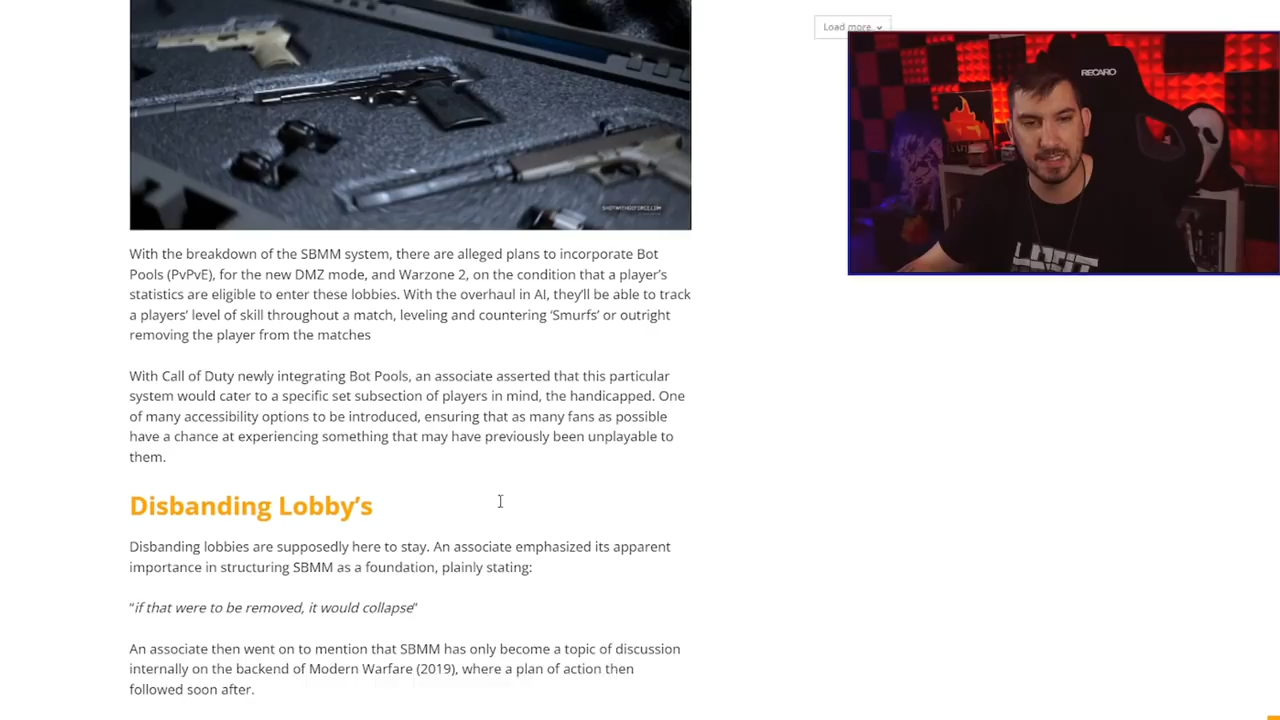 Load more
RECARO
SHOTWITHGEFORCE.COM
With the breakdown of the SBMM system, there are alleged plans to incorporate Bot
Pools (PvPvE), for the new DMZ mode, and Warzone 2, on the condition that a player's
statistics are eligible to enter these lobbies. With the overhaul in AI, they'll be able to track
a players' level of skill throughout a match, leveling and countering 'Smurfs' or outright
removing the player from the matches
With Call of Duty newly integrating Bot Pools, an associate asserted that this particular
system would cater to a specific set subsection of players in mind, the handicapped. One
of many accessibility options to be introduced, ensuring that as many fans as possible
have a chance at experiencing something that may have previously been unplayable to
them.
Disbanding Lobby's
Disbanding lobbies are supposedly here to stay. An associate emphasized its apparent
importance in structuring SBMM as a foundation, plainly stating:
"if that were to be removed, it would collapse"
An associate then went on to mention that SBMM has only become a topic of discussion
internally on the backend of Modern Warfare (2019), where a plan of action then
followed soon after.